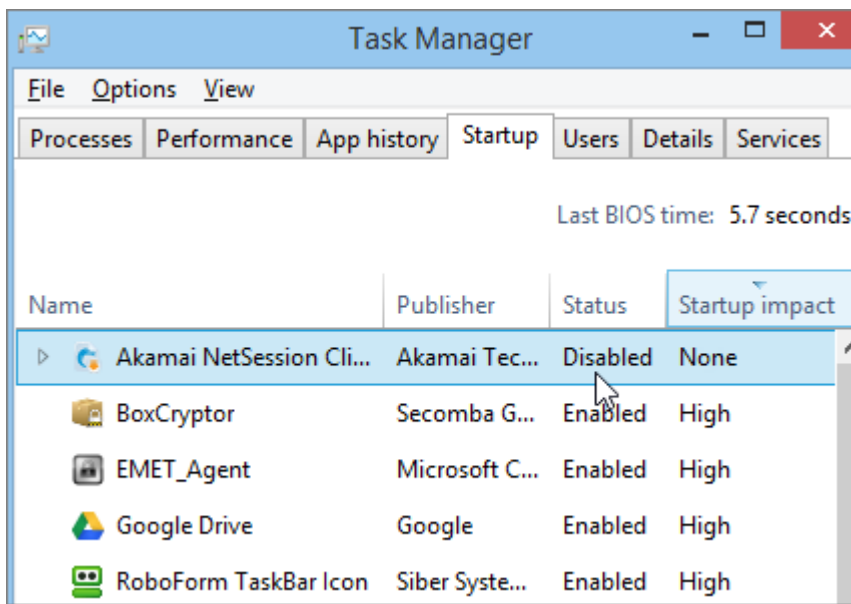 Task Manager
File Options View
Processes Performance App history Startup Users Details Services
Last BIOS time: 5.7 seconds
Name Publisher Status Startup impact
Akamai NetSession Cli... Akamai Tec... Disabled None
BoxCryptor Secomba G... Enabled High
EMET_Agent Microsoft C... Enabled High
Google Drive Google Enabled High
RoboForm TaskBar Icon Siber Syste... Enabled High